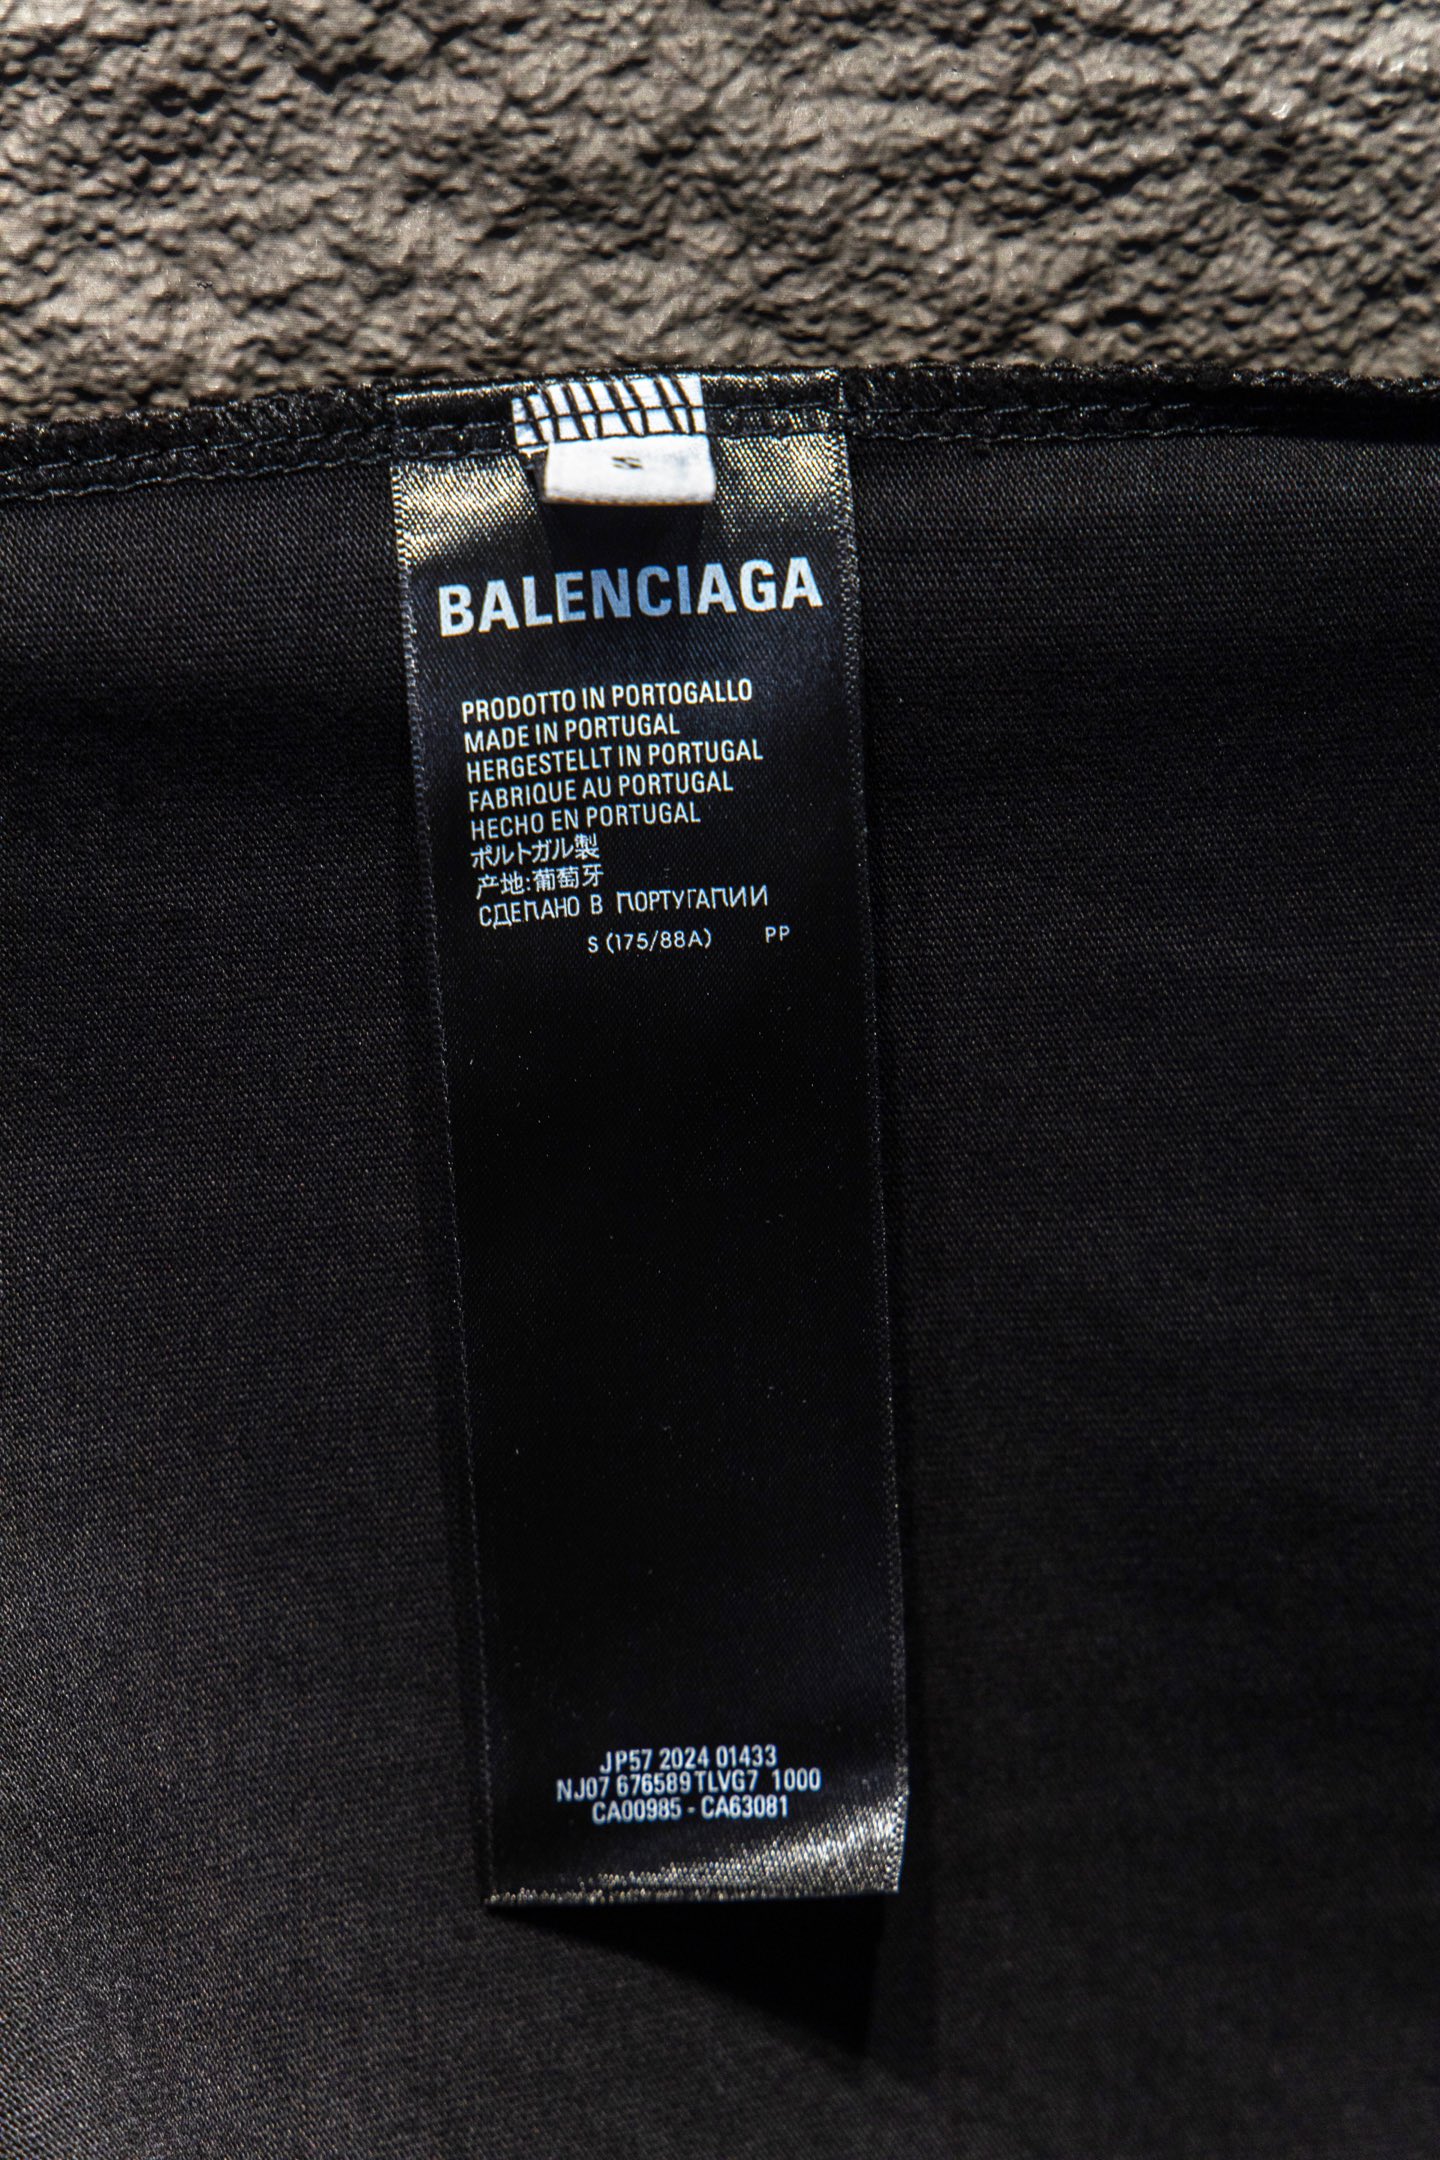 S
BALENCIAGA
PRODOTTO IN PORTOGALLO
MADE IN PORTUGAL
HERGESTELLT IN PORTUGAL
FABRIQUE AU PORTUGAL
HECHO EN PORTUGAL
ポルトガル製
产地:葡萄牙
СДЕПАНО В ПОРТУГАПИИ
S (175/88A) PP
JP57 2024 01433
NJ07 676589 TLVG7 1000
CA00985 - CA63081